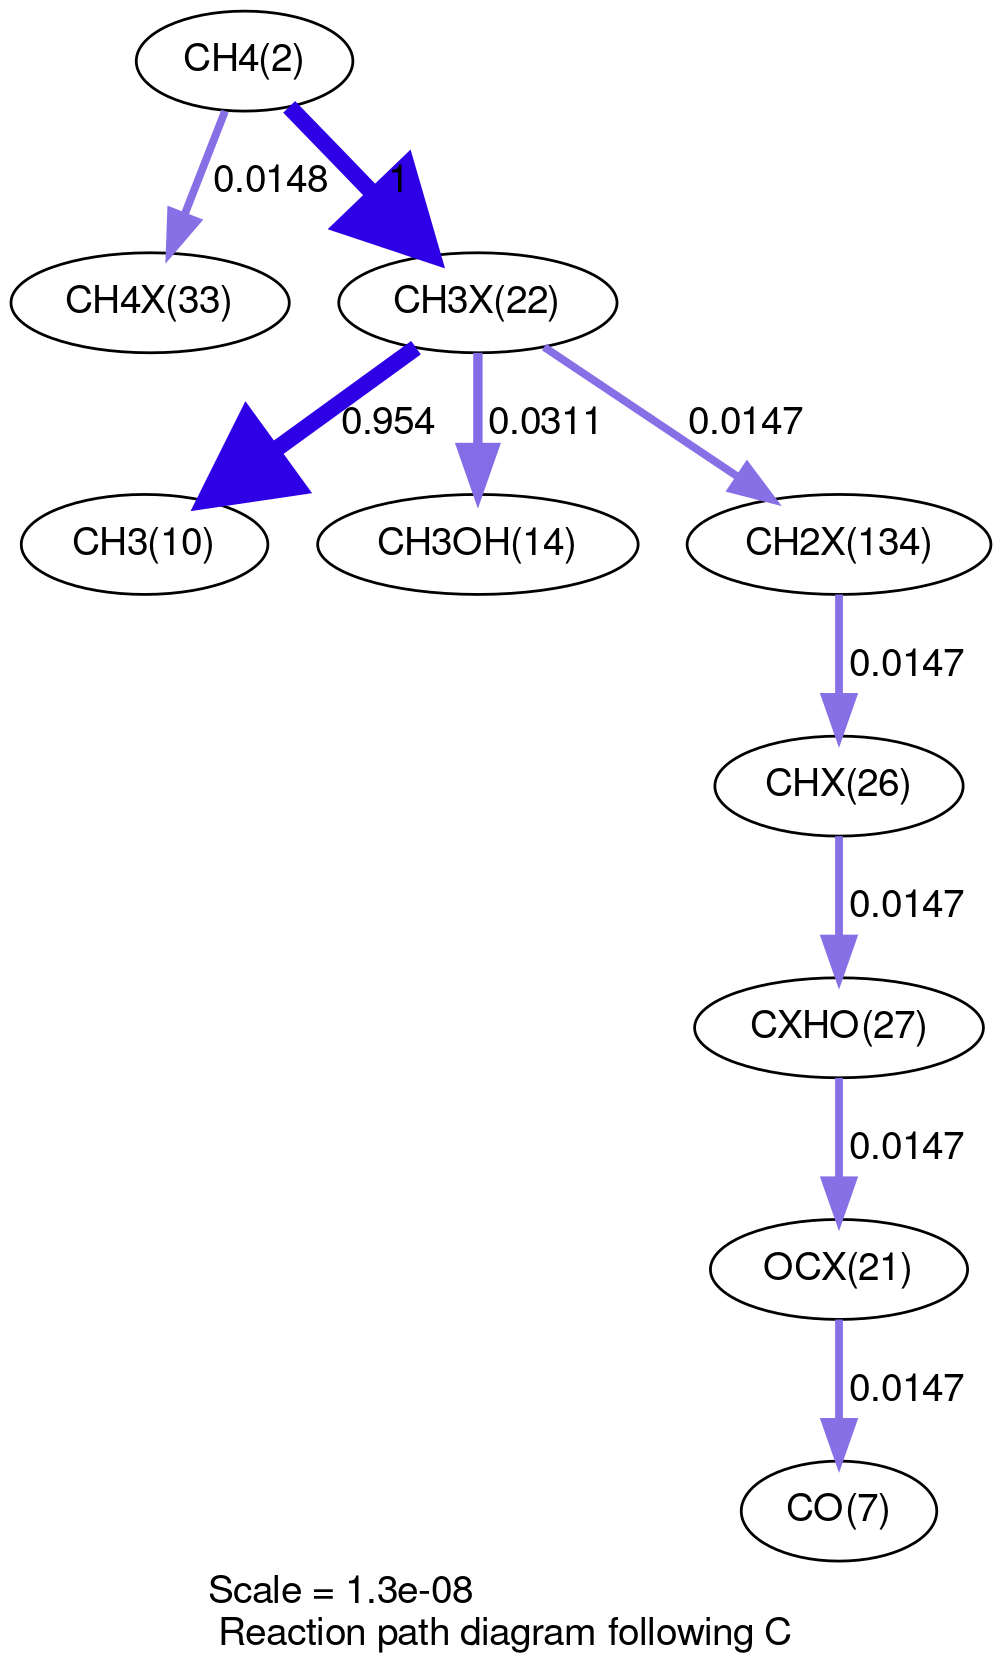 CH4(2)
0.0148
1
CH4X(33)
CH3X(22)
0.954
0.0311
0.0147
CH3(10)
CH3OH(14)
CH2X(134)
0.0147
CHX(26)
0.0147
CXHO(27)
0.0147
OCX(21)
0.0147
CO(7)
Scale = 1.3e-08
Reaction path diagram following C